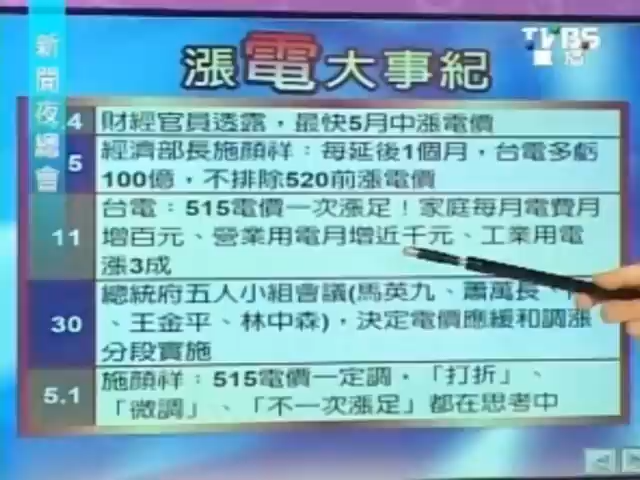 TVBS
漲電大事紀
新聞夜總會
4 財經官員透露，最快5月中漲電價
5 經濟部長施顏祥：每延後1個月，台電多虧
100億，不排除520前漲電價
11 台電：515電價一次漲足！家庭每月電費月
增百元、營業用電月增近千元、工業用電
漲3成
30 總統府五人小組會議(馬英九、蕭萬長、
、王金平、林中森)，決定電價應緩和調漲
分段實施
5.1 施顏祥：515電價一定調，「打折」、
「微調」、「不一次漲足」都在思考中